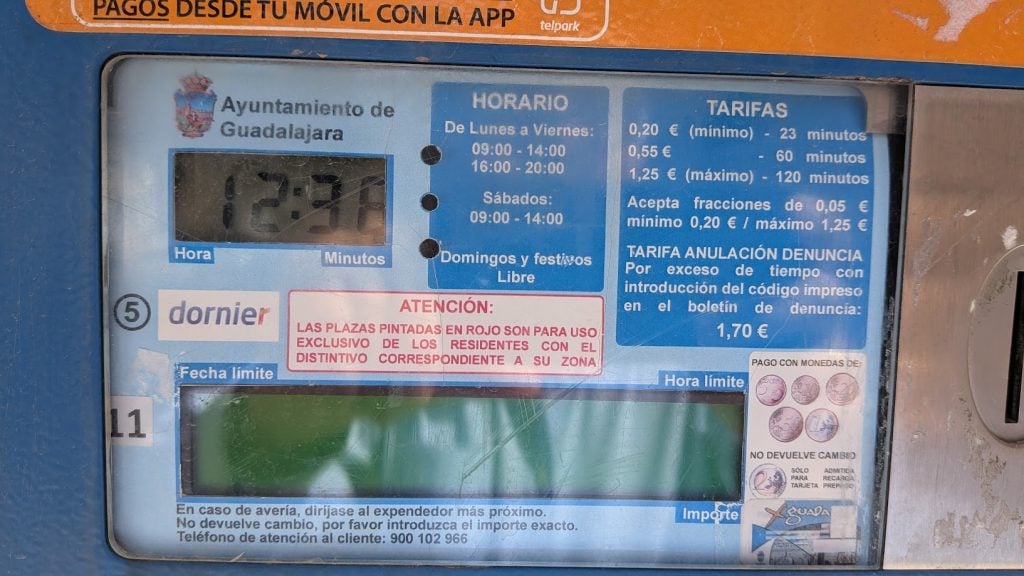 PAGOS DESDE TU MÓVIL CON LA APP
telpark
Ayuntamiento de
Guadalajara
Hora
Minutos
HORARIO
De Lunes a Viernes:
09:00 - 14:00
16:00 - 20:00
Sábados:
09:00 - 14:00
Domingos y festivos
Libre
TARIFAS
0,20 € (mínimo) - 23 minutos
0,55 € - 60 minutos
1,25 € (máximo) - 120 minutos
Acepta fracciones de 0,05 €
mínimo 0,20 € / máximo 1,25 €
TARIFA ANULACIÓN DENUNCIA
Por exceso de tiempo con
introducción del código impreso
en el boletín de denuncia:
1,70 €
5
dornier
ATENCIÓN:
LAS PLAZAS PINTADAS EN ROJO SON PARA USO
EXCLUSIVO DE LOS RESIDENTES CON EL
DISTINTIVO CORRESPONDIENTE A SU ZONA
Fecha límite
Hora límite
11
PAGO CON MONEDAS DE:
NO DEVUELVE CAMBIO
SÓLO ADMITIDA
PARA RECARGA
TARJETA PREPAGO
Importe
En caso de avería, diríjase al expendedor más próximo.
No devuelve cambio, por favor introduzca el importe exacto.
Teléfono de atención al cliente: 900 102 966